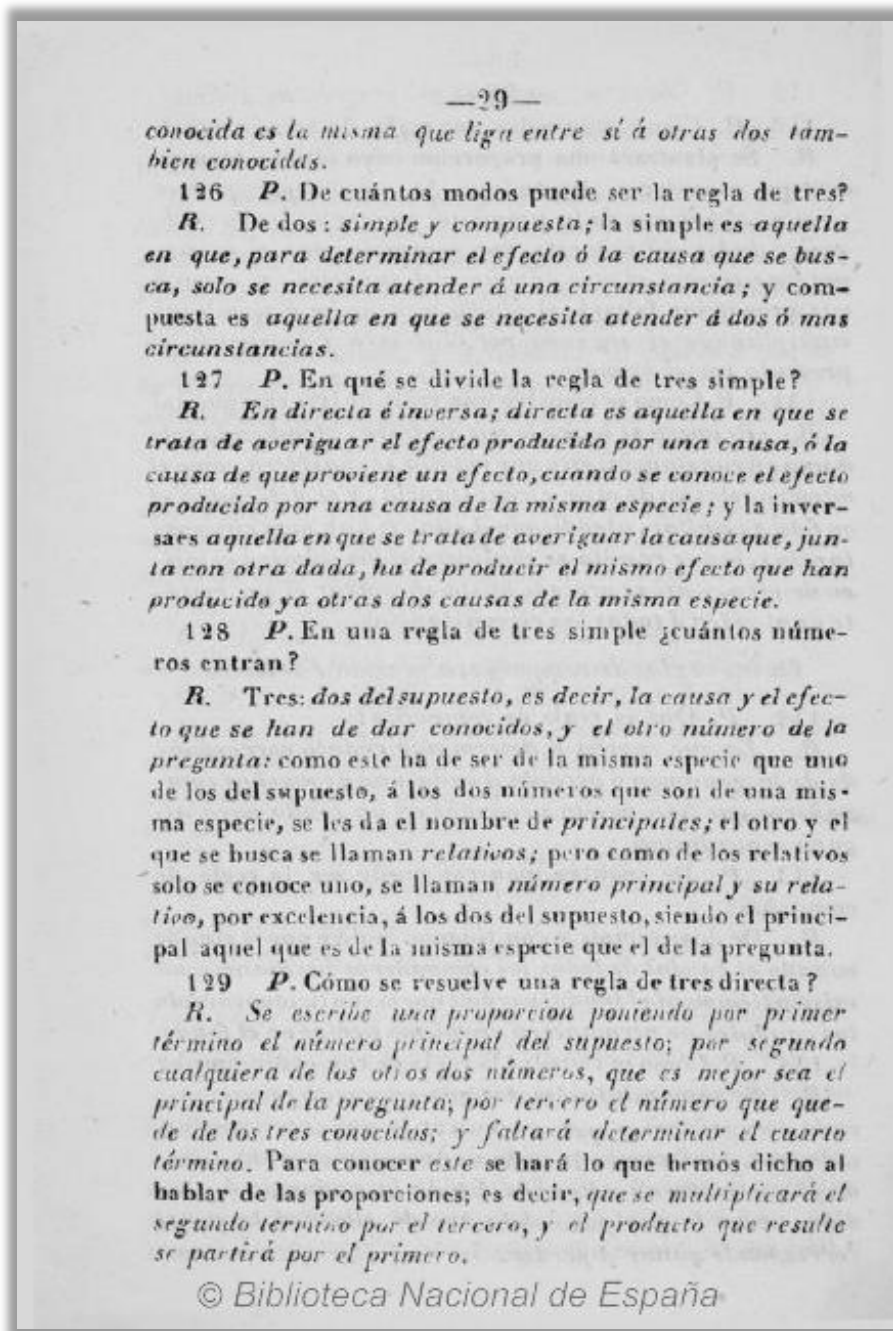 —29—
conocida es la misma que liga entre sí á otras dos tam-
bien conocidas.
126 P. De cuántos modos puede ser la regla de tres?
R. De dos : simple y compuesta; la simple es aquella
en que, para determinar el efecto ó la causa que se bus-
ca, solo se necesita atender á una circunstancia; y com-
puesta es aquella en que se necesita atender á dos ó mas
circunstancias.
127 P. En qué se divide la regla de tres simple?
R. En directa é inversa; directa es aquella en que se
trata de averiguar el efecto producido por una causa, ó la
causa de que proviene un efecto, cuando se conoce el efecto
producido por una causa de la misma especie; y la inver-
saes aquella en que se trata de averiguar la causa que, jun-
ta con otra dada, ha de producir el mismo efecto que han
producido ya otras dos causas de la misma especie.
128 P. En una regla de tres simple ¿cuántos núme-
ros entran?
R. Tres: dos del supuesto, es decir, la causa y el efec-
to que se han de dar conocidos, y el otro número de la
pregunta: como este ha de ser de la misma especie que uno
de los del supuesto, á los dos números que son de una mis-
ma especie, se les da el nombre de principales; el otro y el
que se busca se llaman relativos; pero como de los relativos
solo se conoce uno, se llaman número principal y su rela-
tivo, por excelencia, á los dos del supuesto, siendo el princi-
pal aquel que es de la misma especie que el de la pregunta.
129 P. Cómo se resuelve una regla de tres directa?
R. Se escribe una proporcion poniendo por primer
término el número principal del supuesto; por segundo
cualquiera de los otros dos números, que es mejor sea el
principal de la pregunta; por tercero el número que que-
de de los tres conocidos; y faltará determinar el cuarto
término. Para conocer este se hará lo que hemos dicho al
hablar de las proporciones; es decir, que se multiplicará el
segundo termino por el tercero, y el producto que resulte
se partirá por el primero.
© Biblioteca Nacional de España